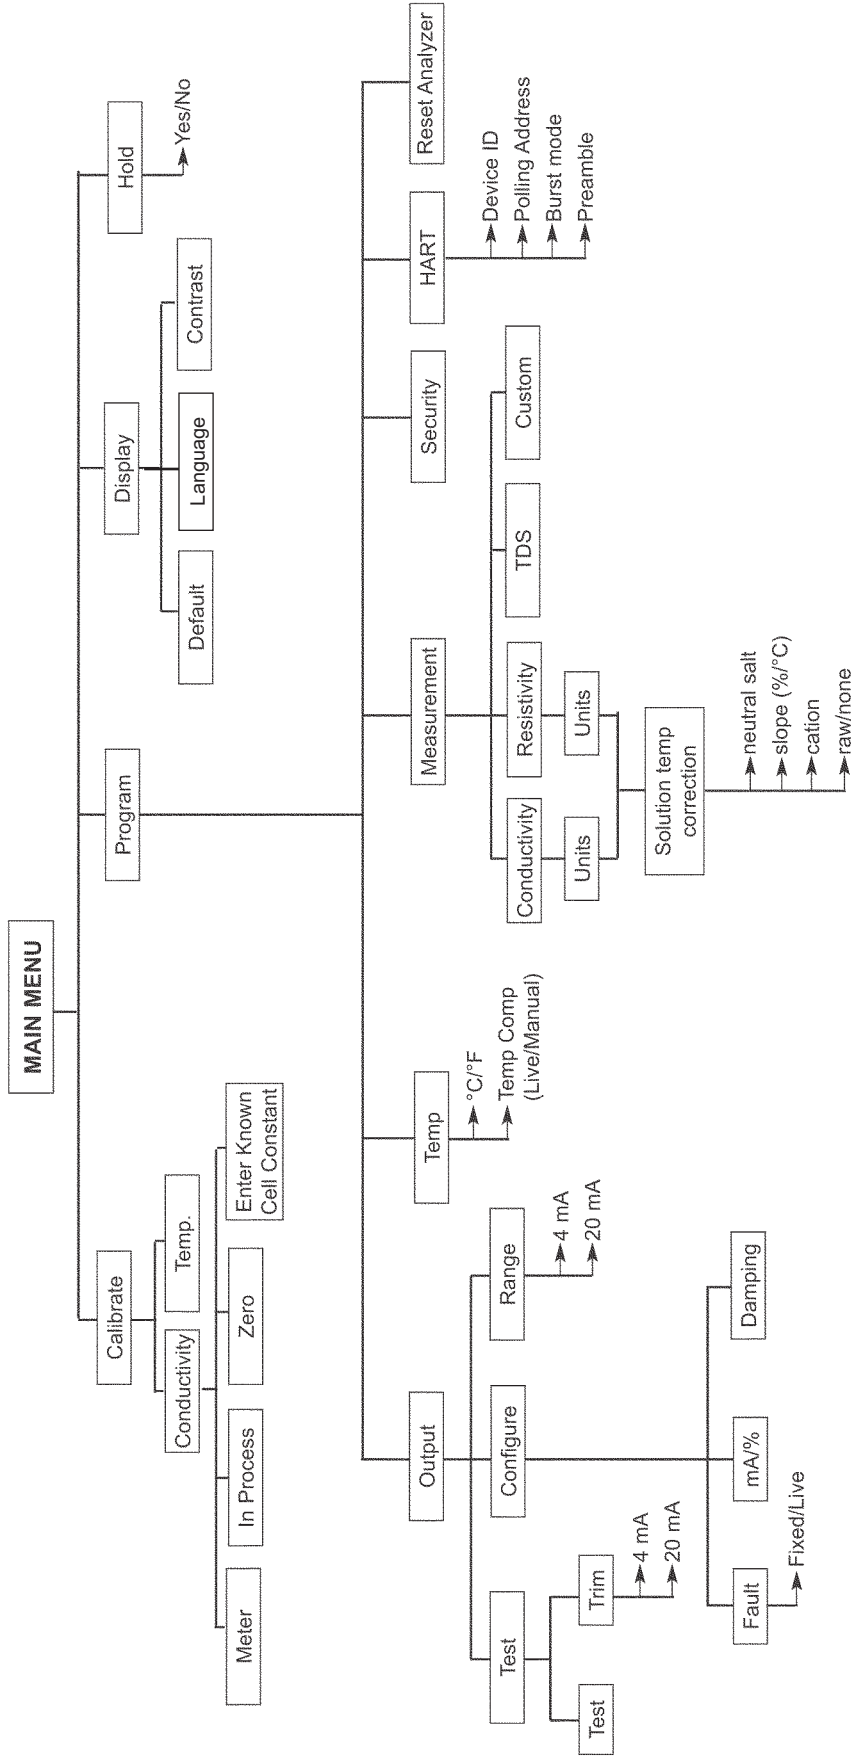 MAIN MENU
Calibrate
Program
Display
Hold
Yes/No
Conductivity
Temp.
Default
Language
Contrast
Meter
In Process
Zero
Enter Known
Cell Constant
Output
Temp
Measurement
Security
HART
Reset Analyzer
°C/°F
Temp Comp
(Live/Manual)
Device ID
Polling Address
Burst mode
Preamble
Test
Configure
Range
4 mA
20 mA
Conductivity
Resistivity
TDS
Custom
Units
Units
Solution temp
correction
neutral salt
slope (%/°C)
cation
raw/none
Test
Trim
4 mA
20 mA
Fault
mA/%
Damping
Fixed/Live